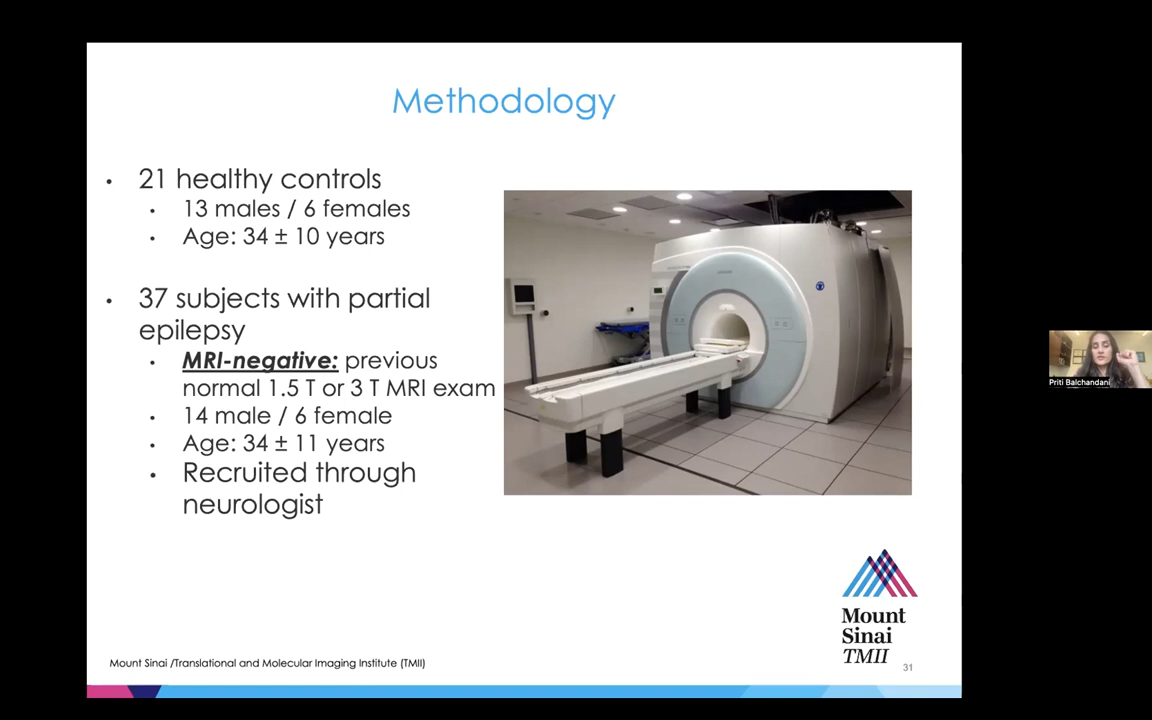 Methodology
• 21 healthy controls
• 13 males / 6 females
• Age: 34 ± 10 years
• 37 subjects with partial
epilepsy
• MRI-negative: previous
normal 1.5 T or 3 T MRI exam
• 14 male / 6 female
• Age: 34 ± 11 years
• Recruited through
neurologist
Mount
Sinai
TMII
Mount Sinai /Translational and Molecular Imaging Institute (TMII)
31
Priti Balchandani